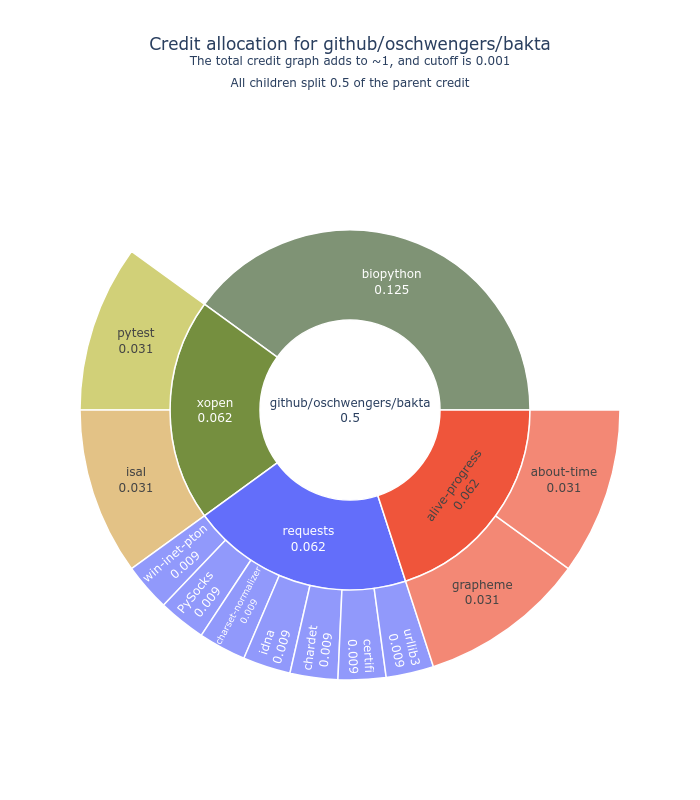 Credit allocation for github/oschwengers/bakta
The total credit graph adds to ~1, and cutoff is 0.001
All children split 0.5 of the parent credit
biopython
0.125
pytest
0.031
xopen
0.062
github/oschwengers/bakta
0.5
isal
0.031
requests
0.062
alive-progress
0.062
about-time
0.031
grapheme
0.031
win-inet-pton
0.009
PySocks
0.009
charset-normalizer
0.009
idna
0.009
chardet
0.009
certifi
0.009
urllib3
0.009